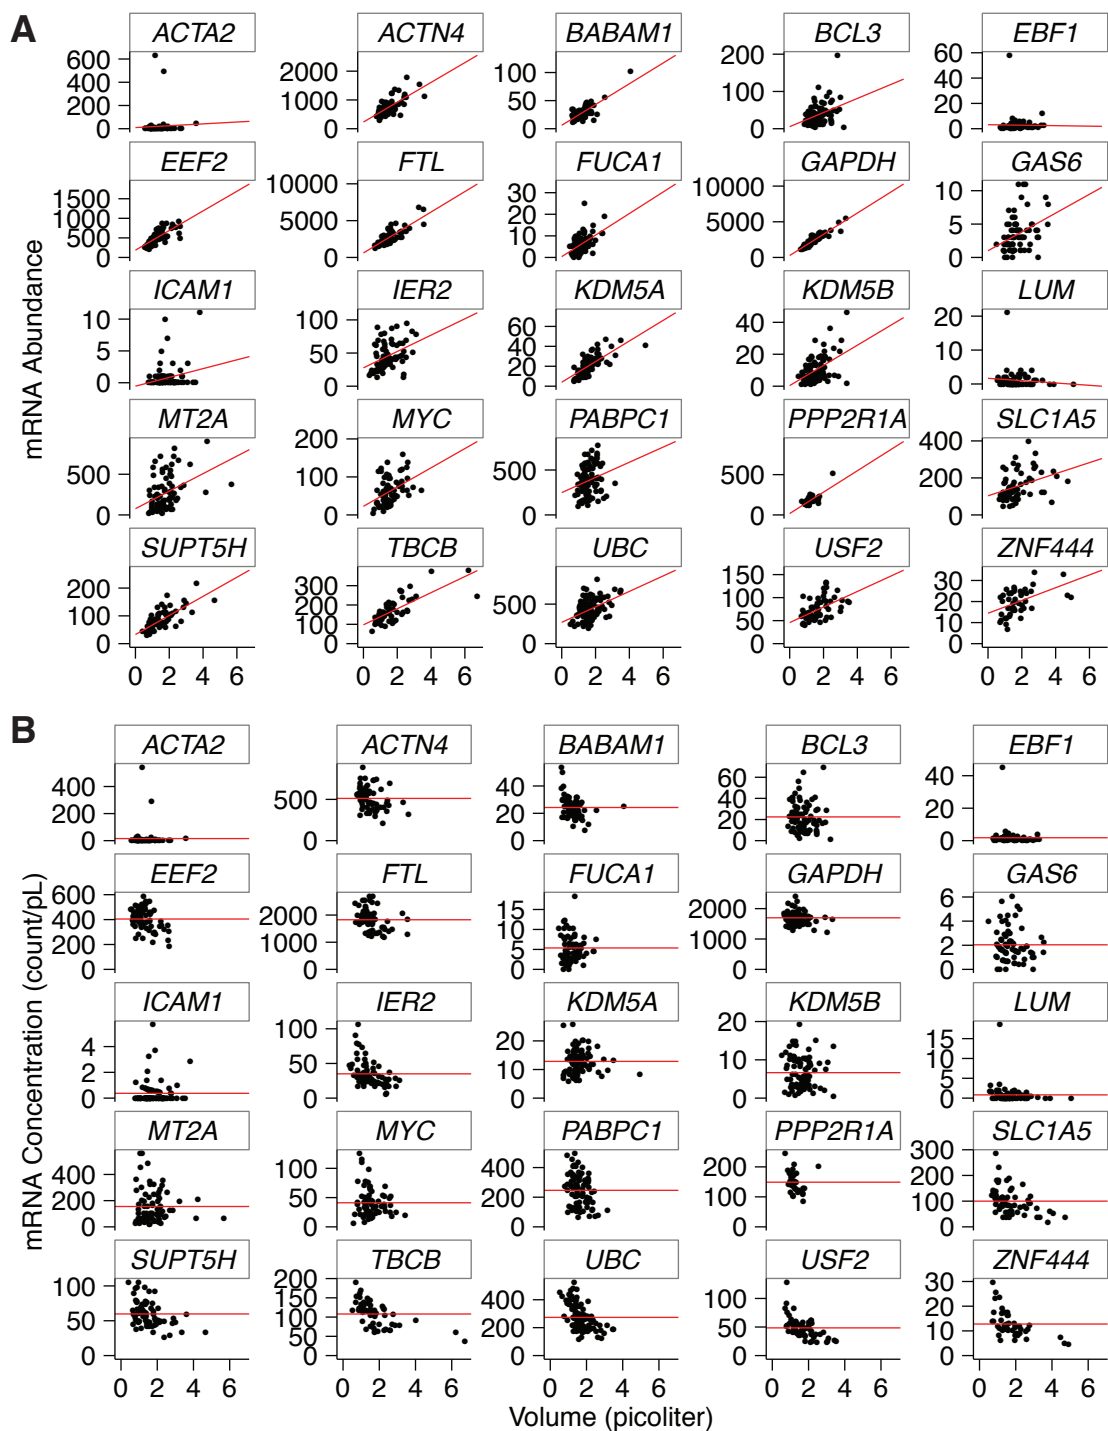 A
ACTA2 ACTN4 BABAM1 BCL3 EBF1
600 400 200 0 2000 1000 0 100 50 0 200 100 0 60 40 20 0
EEF2 FTL FUCA1 GAPDH GAS6
1500 1000 500 0 10000 5000 0 30 20 10 0 10000 5000 0 10 5 0
ICAM1 IER2 KDM5A KDM5B LUM
10 5 0 100 50 0 60 40 20 0 40 20 0 20 10 0
MT2A MYC PABPC1 PPP2R1A SLC1A5
500 0 200 100 0 500 0 500 0 400 200 0
SUPT5H TBCB UBC USF2 ZNF444
200 100 0 300 200 100 0 500 0 150 100 50 0 30 20 10 0
0 2 4 6 0 2 4 6 0 2 4 6 0 2 4 6 0 2 4 6
mRNA Abundance
B
ACTA2 ACTN4 BABAM1 BCL3 EBF1
400 200 0 500 0 40 20 0 60 40 20 0 40 20 0
EEF2 FTL FUCA1 GAPDH GAS6
600 400 200 0 2000 1000 0 15 10 5 0 2000 1000 0 6 4 2 0
ICAM1 IER2 KDM5A KDM5B LUM
4 2 0 100 50 0 20 10 0 20 10 0 15 10 5 0
MT2A MYC PABPC1 PPP2R1A SLC1A5
400 200 0 100 50 0 400 200 0 200 100 0 300 200 100 0
SUPT5H TBCB UBC USF2 ZNF444
100 50 0 200 150 100 50 0 400 200 0 100 50 0 30 20 10 0
0 2 4 6 0 2 4 6 0 2 4 6 0 2 4 6 0 2 4 6
mRNA Concentration (count/pL)
Volume (picoliter)